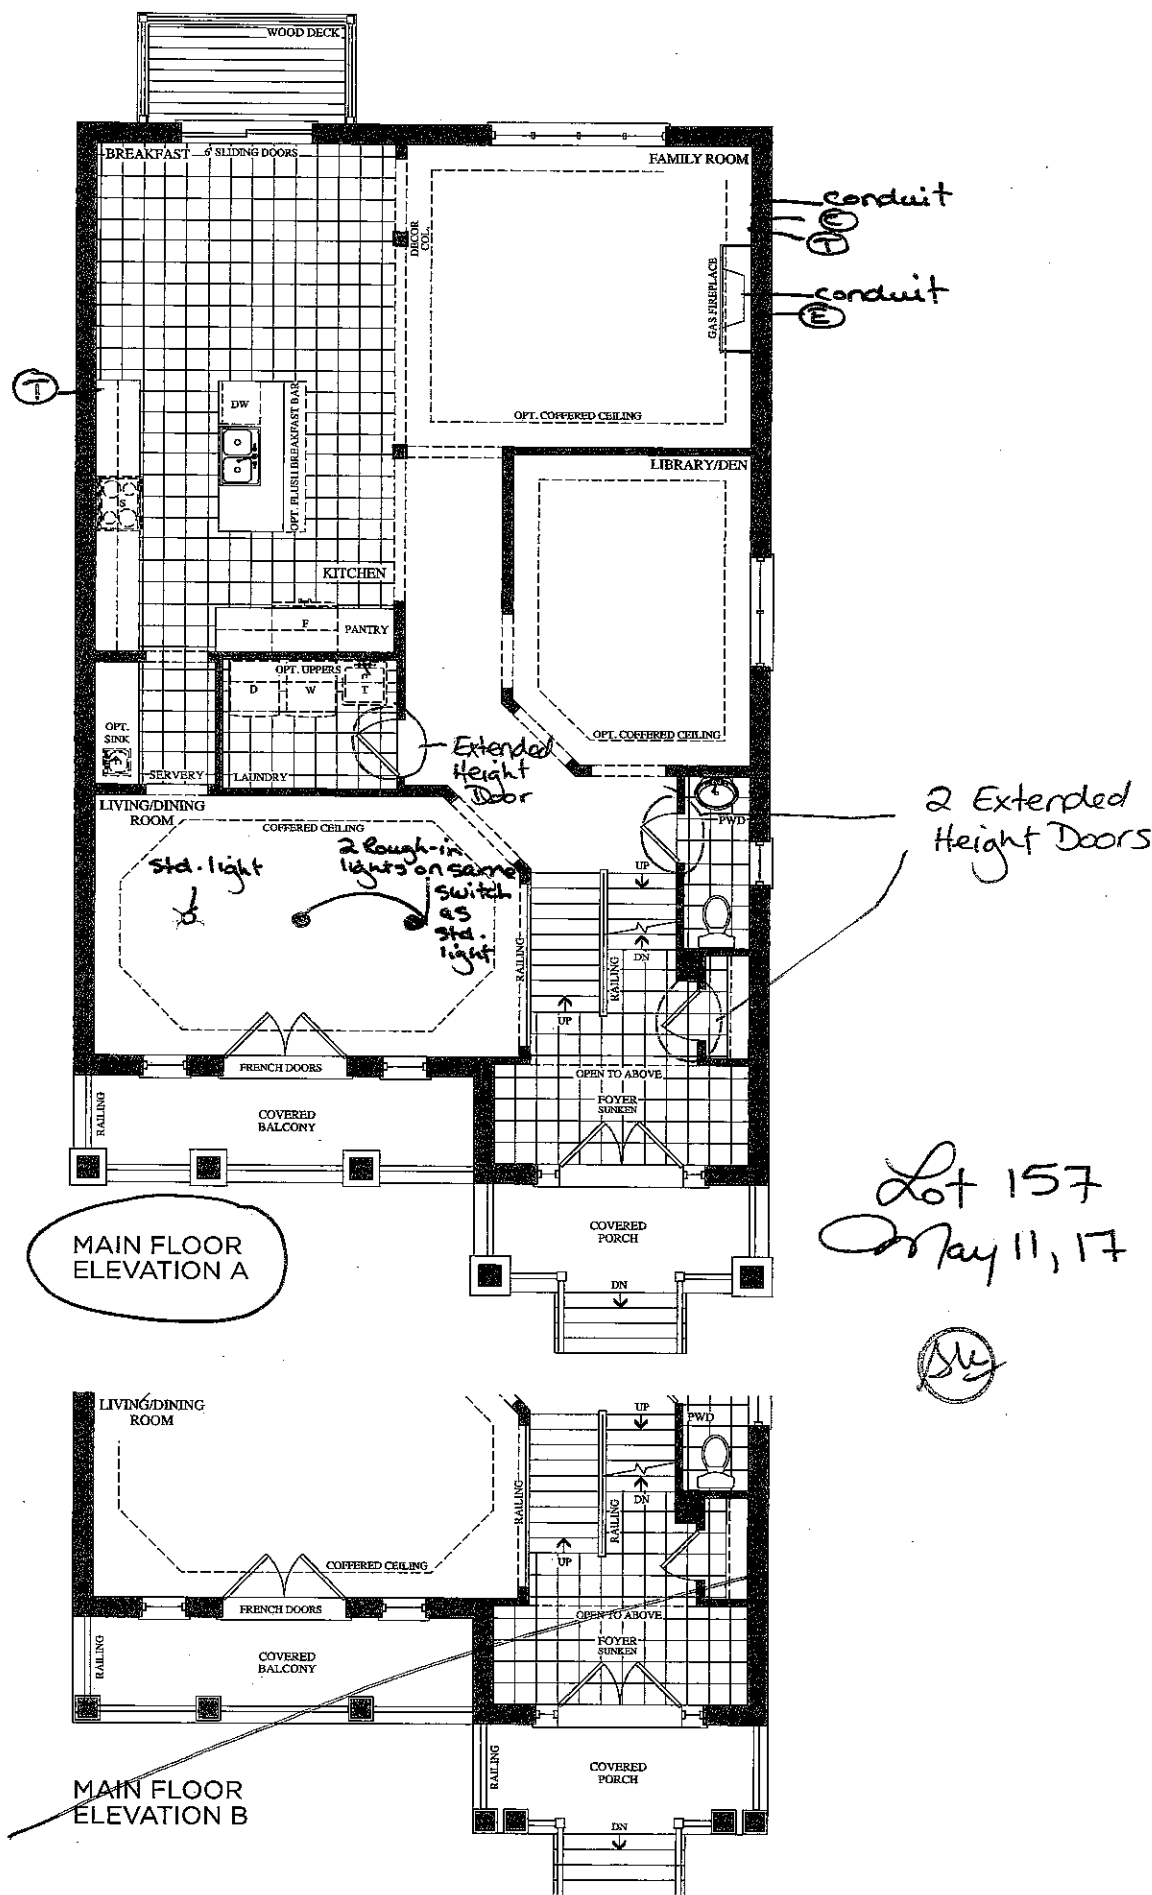 WOOD DECK
BREAKFAST
6' SLIDING DOORS
FAMILY ROOM
conduit
C
T
DECOR
COL.
GAS FIREPLACE
conduit
E
T
DW
OPT. FLUSH BREAKFAST BAR
OPT. COFFERED CEILING
LIBRARY/DEN
S
KITCHEN
F
PANTRY
OPT. UPPERS
D
W
T
OPT.
SINK
OPT. COFFERED CEILING
Extended
Height
Door
SERVERY
LAUNDRY
2 Extended
Height Doors
LIVING/DINING
ROOM
COFFERED CEILING
PWD
Std. light
2 Rough-in
lights on same
switch
as
Std.
light
UP
RAILING
RAILING
DN
UP
FRENCH DOORS
OPEN TO ABOVE
FOYER
SUNKEN
RAILING
COVERED
BALCONY
Lot 157
May 11, 17
COVERED
PORCH
MAIN FLOOR
ELEVATION A
DN
LIVING/DINING
ROOM
UP
PWD
RAILING
RAILING
DN
UP
COFFERED CEILING
FRENCH DOORS
OPEN TO ABOVE
FOYER
SUNKEN
RAILING
COVERED
BALCONY
RAILING
COVERED
PORCH
MAIN FLOOR
ELEVATION B
DN